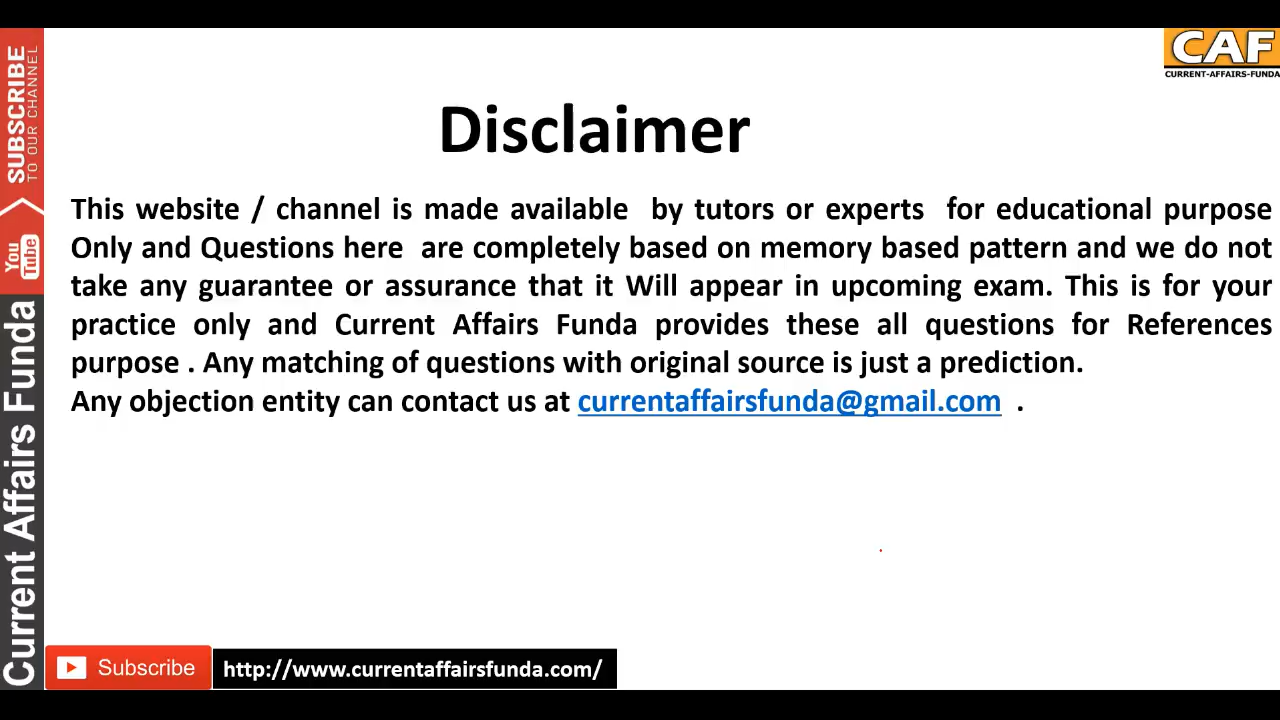 CAF
CURRENT-AFFAIRS-FUNDA
SUBSCRIBE
TO OUR CHANNEL
You
Tube
Current Affairs Funda
Disclaimer
This website / channel is made available by tutors or experts for educational purpose
Only and Questions here are completely based on memory based pattern and we do not
take any guarantee or assurance that it Will appear in upcoming exam. This is for your
practice only and Current Affairs Funda provides these all questions for References
purpose . Any matching of questions with original source is just a prediction.
Any objection entity can contact us at currentaffairsfunda@gmail.com .
Subscribe
http://www.currentaffairsfunda.com/